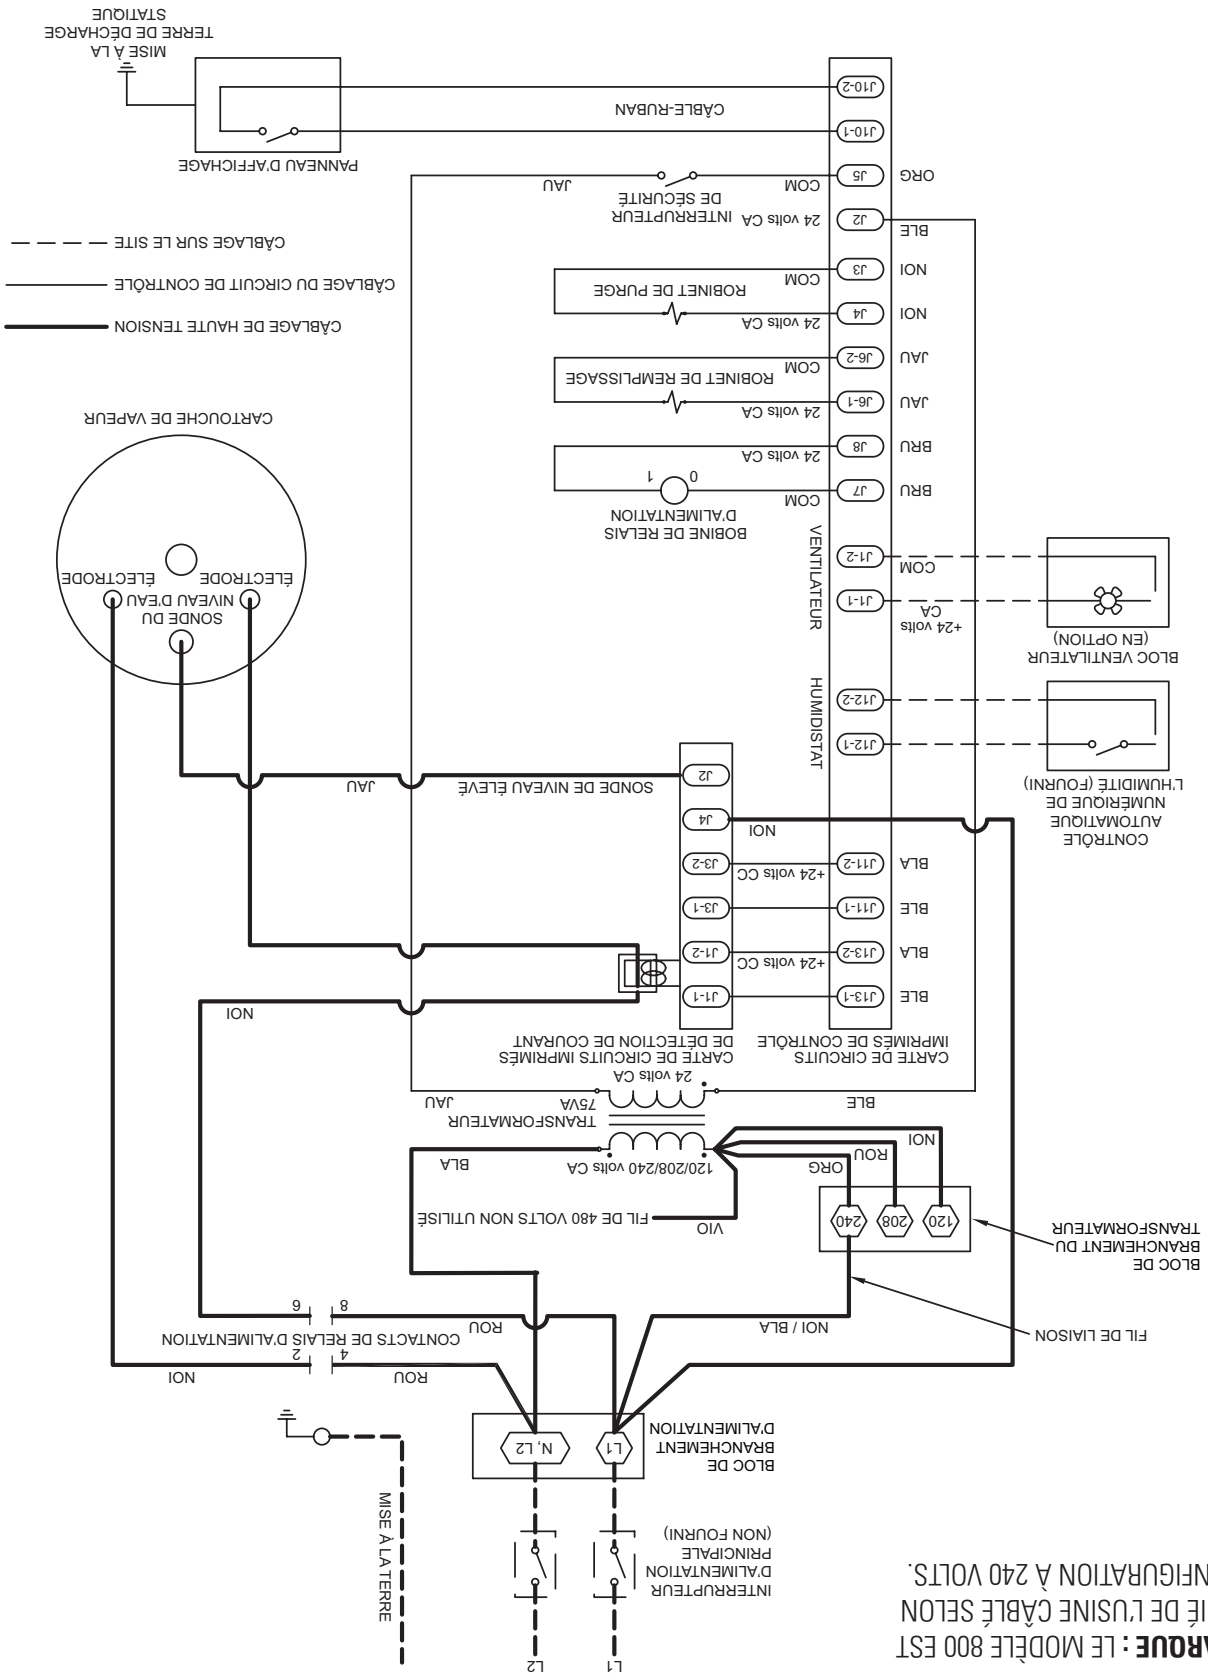 ARQUE : LE MODÈLE 800 EST
IÉ DE L'USINE CÂBLÉ SELON
NFIGURATION À 240 VOLTS.
L1
L2
INTERRUPTEUR
D'ALIMENTATION
PRINCIPALE
(NON FOURNI)
MISE À LA TERRE
BLOC DE
BRANCHEMENT
D'ALIMENTATION
L1
N, L2
FIL DE LIAISON
NOI / BLA
ROU
4
2
ROU
NOI
CONTACTS DE RELAIS D'ALIMENTATION
8
6
BLOC DE
BRANCHEMENT DU
TRANSFORMATEUR
120
208
240
ORG
ROU
NOI
VIO
FIL DE 480 VOLTS NON UTILISÉ
120/208/240 volts CA
BLA
TRANSFORMATEUR
75VA
24 volts CA
BLE
JAU
CARTE DE CIRCUITS
IMPRIMÉS DE CONTRÔLE
CARTE DE CIRCUITS IMPRIMÉS
DE DÉTECTION DE COURANT
BLE
J13-1
J1-1
NOI
BLA
J13-2
+24 volts CC
J1-2
BLE
J11-1
J3-1
BLA
J11-2
+24 volts CC
J3-2
NOI
J4
J2
SONDE DE NIVEAU ÉLEVÉ
JAU
CONTRÔLE
AUTOMATIQUE
NUMÉRIQUE DE
L'HUMIDITÉ (FOURNI)
HUMIDISTAT
J12-1
J12-2
BLOC VENTILATEUR
(EN OPTION)
+24 volts
CA
COM
VENTILATEUR
J1-1
J1-2
SONDE DU
NIVEAU D'EAU
ÉLECTRODE
ÉLECTRODE
CARTOUCHE DE VAPEUR
BOBINE DE RELAIS
D'ALIMENTATION
BRU
J7
COM
0
1
BRU
J8
24 volts CA
JAU
J6-1
24 volts CA
ROBINET DE REMPLISSAGE
JAU
J6-2
COM
NOI
J4
24 volts CA
ROBINET DE PURGE
NOI
J3
COM
CÂBLAGE DE HAUTE TENSION
CÂBLAGE DU CIRCUIT DE CONTRÔLE
CÂBLAGE SUR LE SITE
BLE
J2
24 volts CA
INTERRUPTEUR
DE SÉCURITÉ
ORG
J5
COM
JAU
J10-1
J10-2
CÂBLE-RUBAN
PANNEAU D'AFFICHAGE
MISE À LA
TERRE DE DÉCHARGE
STATIQUE